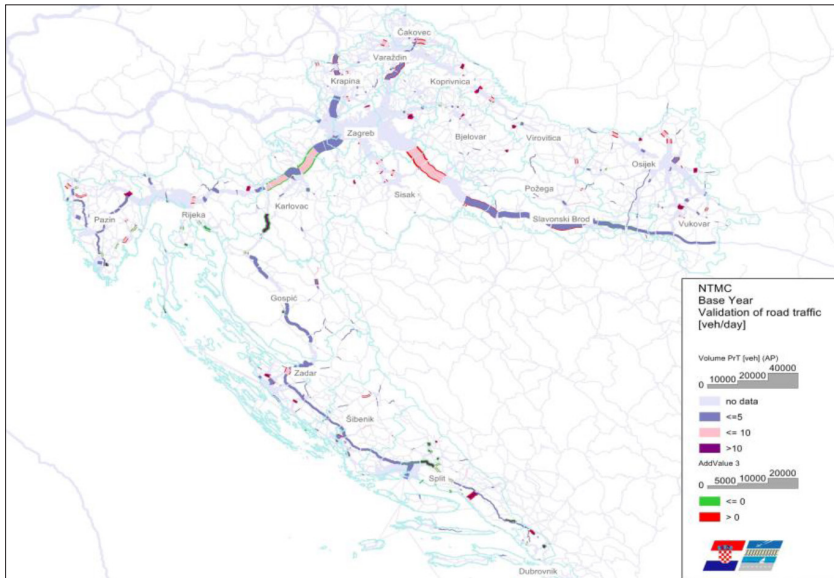 Čakovec
Varaždin
Krapina
Koprivnica
Zagreb
Bjelovar
Virovitica
Osijek
Sisak
Požega
Karlovac
Rijeka
Pazin
Slavonski Brod
Vukovar
Gospić
Zadar
Šibenik
Split
Dubrovnik
NTMC
Base Year
Validation of road traffic
[veh/day]
Volume PrT [veh] (AP)
0 10000 20000 40000
no data
<=5
<= 10
>10
AddValue 3
0 5000 10000 20000
<= 0
> 0